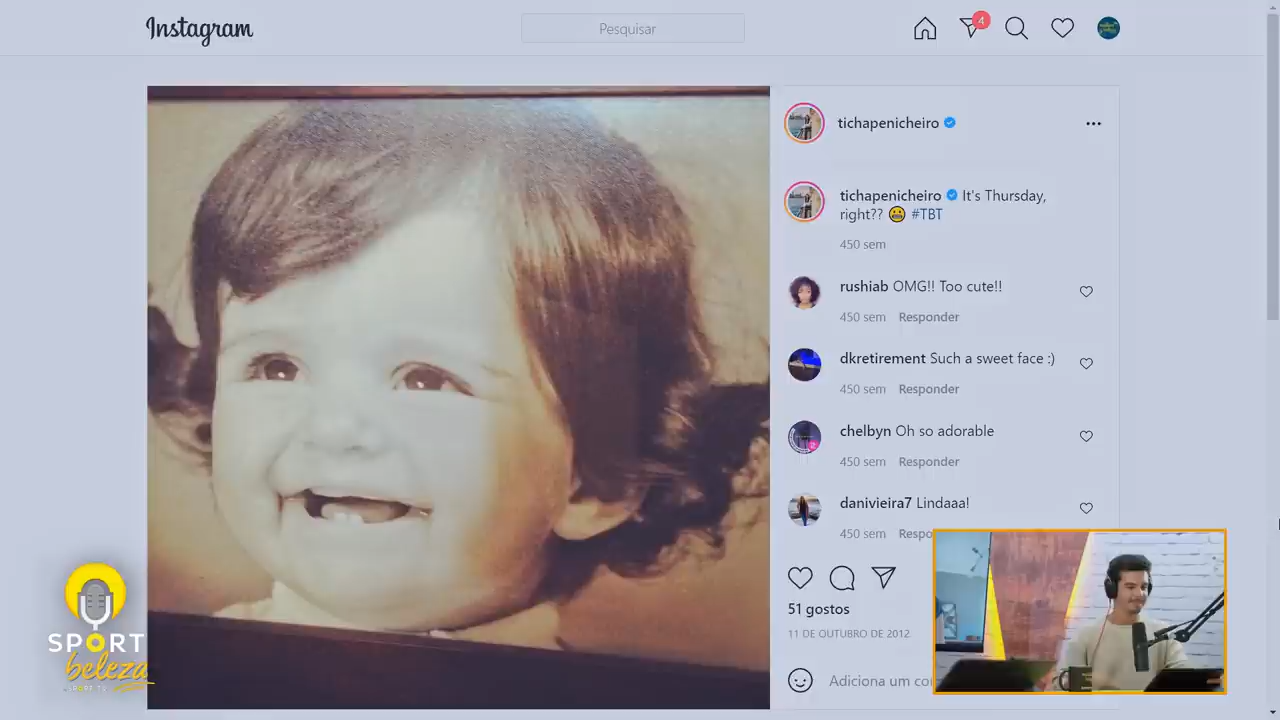 Instagram
Pesquisar
4
tichapenicheiro
tichapenicheiro It's Thursday,
right?? 😀 #TBT
450 sem
rushiab OMG!! Too cute!!
450 sem Responder
dkretirement Such a sweet face :)
450 sem Responder
chelbyn Oh so adorable
450 sem Responder
danivieira7 Lindaaa!
450 sem Respo
51 gostos
11 DE OUTUBRO DE 2012
Adiciona um co
SPORT
beleza